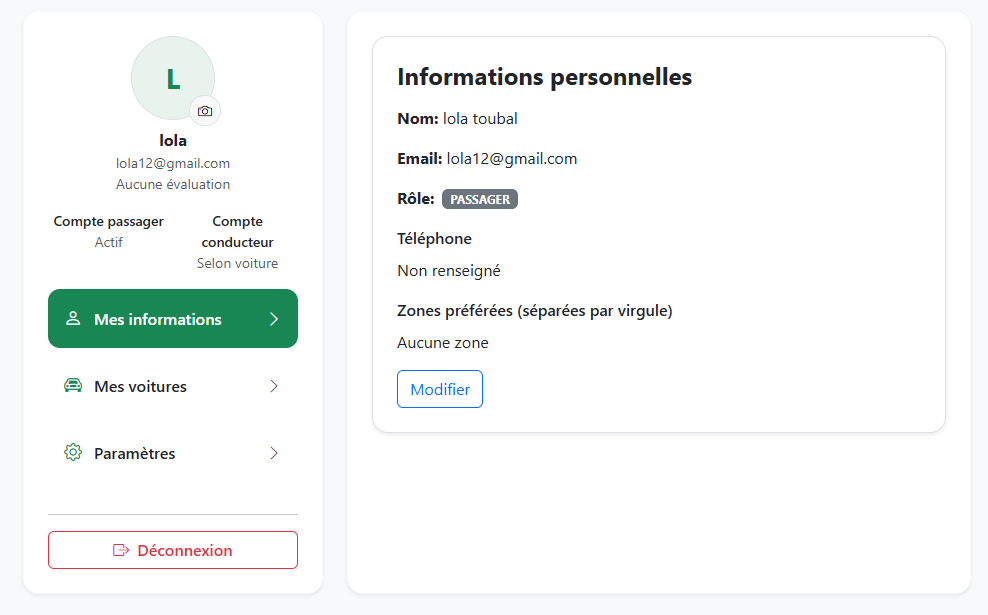 L
lola
lola12@gmail.com
Aucune évaluation
Compte passager
Actif
Compte
conducteur
Selon voiture
Mes informations
Mes voitures
Paramètres
Déconnexion
Informations personnelles
Nom: lola toubal
Email: lola12@gmail.com
Rôle: PASSAGER
Téléphone
Non renseigné
Zones préférées (séparées par virgule)
Aucune zone
Modifier